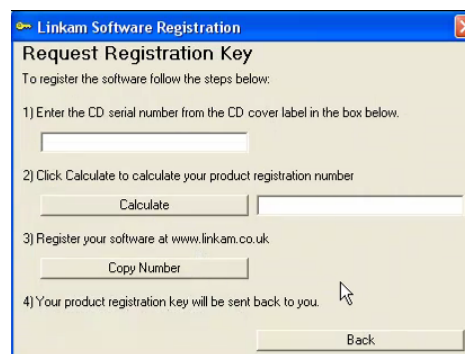 Linkam Software Registration
Request Registration Key
To register the software follow the steps below:
1) Enter the CD serial number from the CD cover label in the box below.
2) Click Calculate to calculate your product registration number
Calculate
3) Register your software at www.linkam.co.uk
Copy Number
4) Your product registration key will be sent back to you.
Back